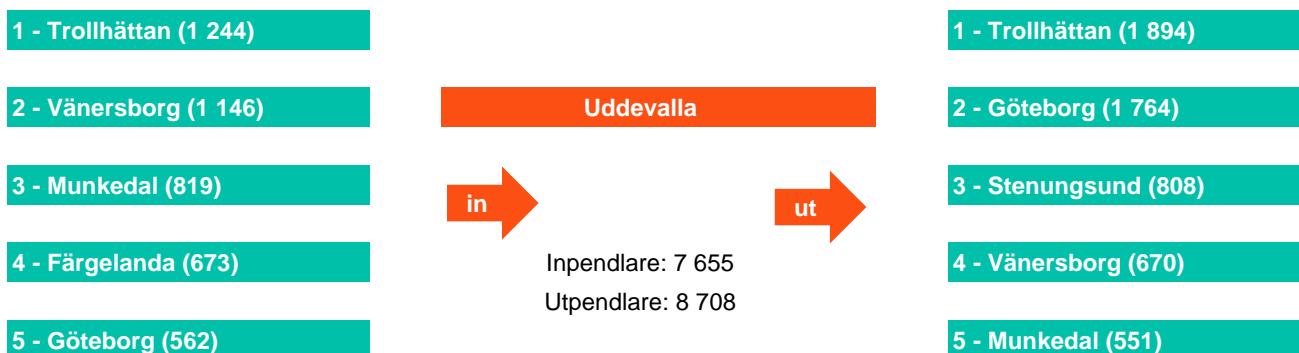 1 - Trollhättan (1 244)
2 - Vänersborg (1 146)
3 - Munkedal (819)
4 - Färgelanda (673)
5 - Göteborg (562)
Uddevalla
in
ut
Inpendlare: 7 655
Utpendlare: 8 708
1 - Trollhättan (1 894)
2 - Göteborg (1 764)
3 - Stenungsund (808)
4 - Vänersborg (670)
5 - Munkedal (551)